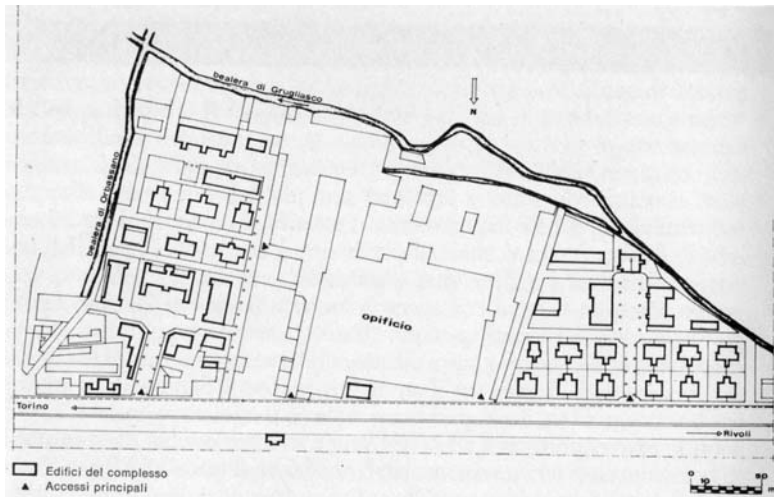 bealera di Grugliasco
N
bealera di Orbassano
opificio
Torino
Rivoli
Edifici del complesso
Accessi principali
0 10 50
m